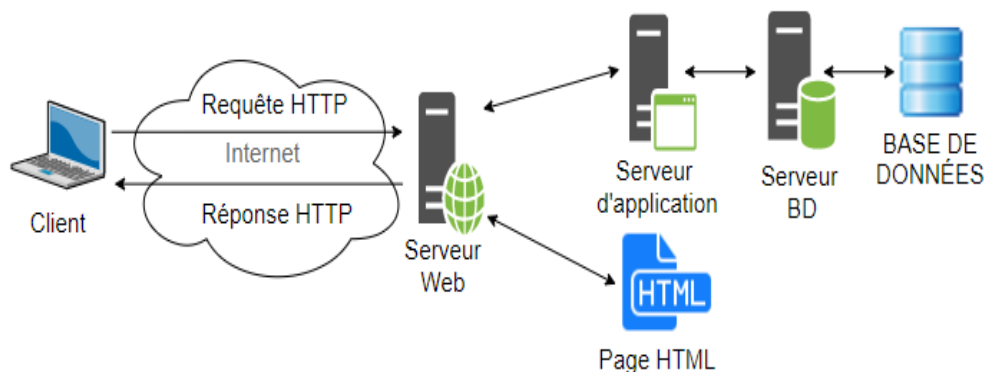 Requête HTTP
Internet
Réponse HTTP
Client
Serveur
Web
Serveur
d'application
Serveur
BD
BASE DE
DONNÉES
HTML
Page HTML